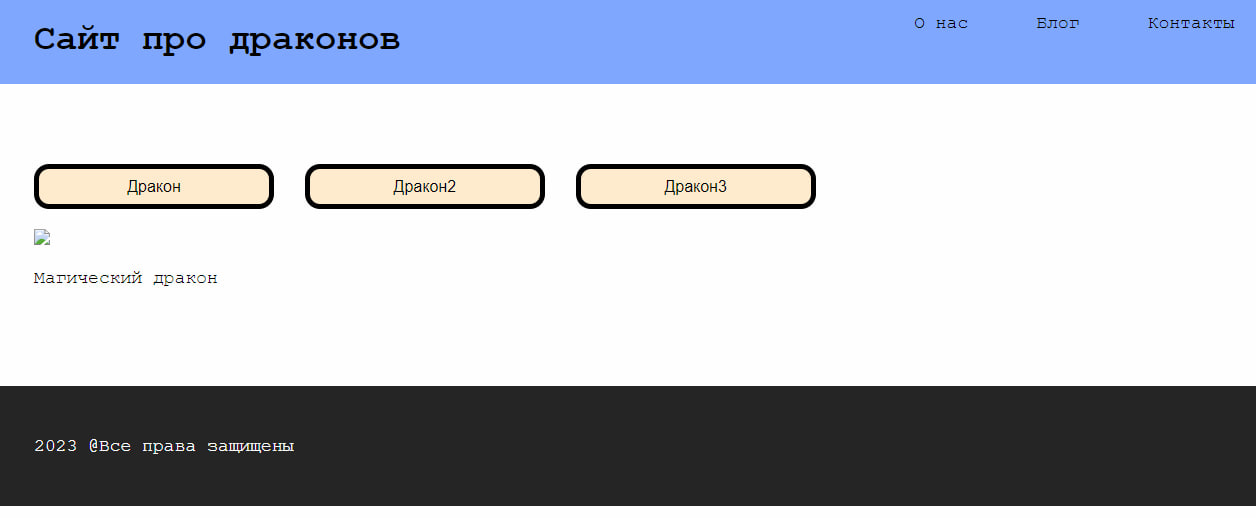 Сайт про драконов
О нас Блог Контакты
Дракон Дракон2 Дракон3
Магический дракон
2023 @Все права защищены